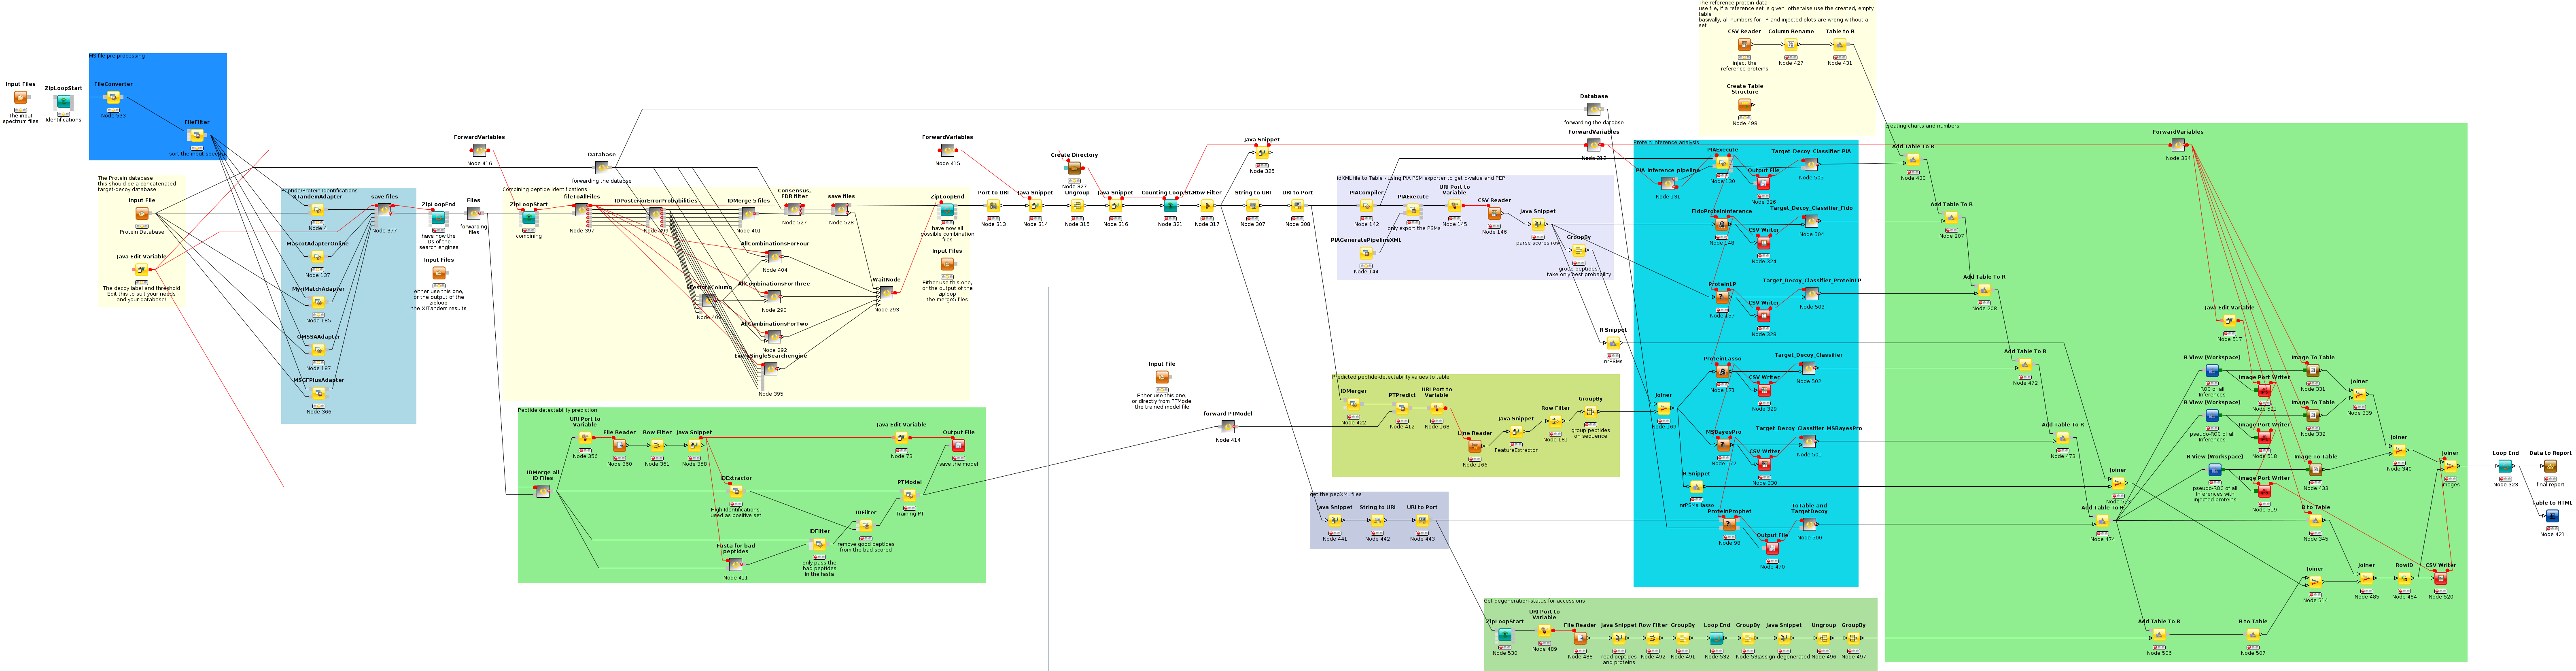 The reference protein data
use file, if a reference set is given, otherwise use the created, empty
table
basivally, all numbers for TP and injected plots are wrong without a
set
CSV Reader
inject the
reference proteins
Column Rename
Node 427
Table to R
Node 431
Create Table
Structure
Node 498
MS file pre-processing
Input Files
The input
spectrum files
ZipLoopStart
Identifications
FileConverter
Node 533
FileFilter
sort the input spectra
The Protein database
this should be a concatenated
target-decoy database
Input File
Protein Database
Java Edit Variable
The decoy label and threshold
Edit this to suit your needs
and your database!
Peptide/Protein Identifications
XTandemAdapter
Node 4
MascotAdapterOnline
Node 137
MyriMatchAdapter
Node 185
OMSSAAdapter
Node 187
MSGFPlusAdapter
Node 366
save files
Node 377
ZipLoopEnd
have now the
IDs of the
search engines
Input Files
either use this one,
or the output of the
ziploop
the X!Tandem results
Files
forwarding
files
ForwardVariables
Node 416
Database
forwarding the databse
Combining peptide identifications
ZipLoopStart
combining
fileToAllFiles
Node 397
IDPosteriorErrorProbabilities
Node 399
IDMerge 5 files
Node 401
Consensus,
FDR filter
Node 527
save files
Node 528
AllCombinationsForFour
Node 404
AllCombinationsForThree
Node 290
AllCombinationsForTwo
Node 292
EverySingleSearchengine
Node 395
WaitNode
Node 293
ForwardVariables
Node 415
ZipLoopEnd
have now all
possible combination
files
Input Files
Either use this one,
or the output of the
ziploop
the merge5 files
Port to URI
Node 313
Java Snippet
Node 314
Create Directory
Node 327
Ungroup
Node 315
Java Snippet
Node 316
Counting Loop Start
Node 321
Row Filter
Node 317
Java Snippet
Node 325
String to URI
Node 307
URI to Port
Node 308
Database
forwarding the databse
ForwardVariables
Node 312
idXML file to Table - using PIA PSM exporter to get q-value and PEP
PIACompiler
Node 142
PIAGeneratePipelineXML
Node 144
PIAExecute
only export the PSMs
URI Port to
Variable
Node 145
CSV Reader
Node 146
Java Snippet
parse scores row
GroupBy
group peptides,
take only best probability
R Snippet
nrPSMs
Peptide detectability prediction
URI Port to
Variable
Node 356
File Reader
Node 360
Row Filter
Node 361
Java Snippet
Node 358
Java Edit Variable
Node 73
Output File
save the model
IDMerge all
ID Files
Node 543
IDExtractor
High Identifications,
used as positive set
PTModel
Training PT
IDFilter
remove good peptides
from the bad scored
IDFilter
only pass the
bad peptides
in the fasta
Fasta for bad
peptides
Node 411
Input File
Either use this one,
or directly from PTModel
the trained model file
forward PTModel
Node 414
Predicted peptide-detectability values to table
IDMerger
Node 422
PTPredict
Node 412
URI Port to
Variable
Node 168
Line Reader
Node 166
Java Snippet
FeatureExtractor
Row Filter
Node 181
GroupBy
group peptides
on sequence
get the pepXML files
Java Snippet
Node 441
String to URI
Node 442
URI to Port
Node 443
Protein inference analysis
PIA_inference_pipeline
Node 131
PIAExecute
Node 130
Output File
Node 326
Target_Decoy_Classifier_PIA
Node 505
FidoProteinInference
Node 148
CSV Writer
Node 324
Target_Decoy_Classifier_Fido
Node 504
ProteinLP
Node 157
CSV Writer
Node 328
Target_Decoy_Classifier_ProteinLP
Node 503
Joiner
Node 169
ProteinLasso
Node 171
CSV Writer
Node 329
Target_Decoy_Classifier
Node 502
MSBayesPro
Node 172
CSV Writer
Node 330
Target_Decoy_Classifier_MSBayesPro
Node 501
R Snippet
nrPSMs_lasso
ProteinProphet
Node 98
Output File
Node 470
ToTable and
TargetDecoy
Node 500
Get degeneration-status for accessions
ZipLoopStart
Node 530
URI Port to
Variable
Node 489
File Reader
Node 488
Java Snippet
read peptides
and proteins
Row Filter
Node 492
GroupBy
Node 491
Loop End
Node 532
GroupBy
Node 531
Java Snippet
assign degenerated
Ungroup
Node 496
GroupBy
Node 497
Creating charts and numbers
Add Table To R
Node 430
Add Table To R
Node 207
Add Table To R
Node 208
Add Table To R
Node 472
Add Table To R
Node 473
Joiner
Add Table To R
Node 474
ForwardVariables
Node 334
Java Edit Variable
Node 517
R View (Workspace)
ROC of all
Inferences
Image Port Writer
Node 521
Image To Table
Node 331
R View (Workspace)
pseudo-ROC of all
Inferences
Image Port Writer
Node 518
Image To Table
Node 332
R View (Workspace)
pseudo-ROC of all
inferences with
injected proteins
Image Port Writer
Node 519
Image To Table
Node 433
Joiner
Node 339
Joiner
Node 340
Joiner
images
R to Table
Node 345
Joiner
Node 514
Joiner
Node 485
RowID
Node 484
CSV Writer
Node 520
Add Table To R
Node 506
R to Table
Node 507
Loop End
Node 323
Data to Report
final report
Table to HTML
Node 421